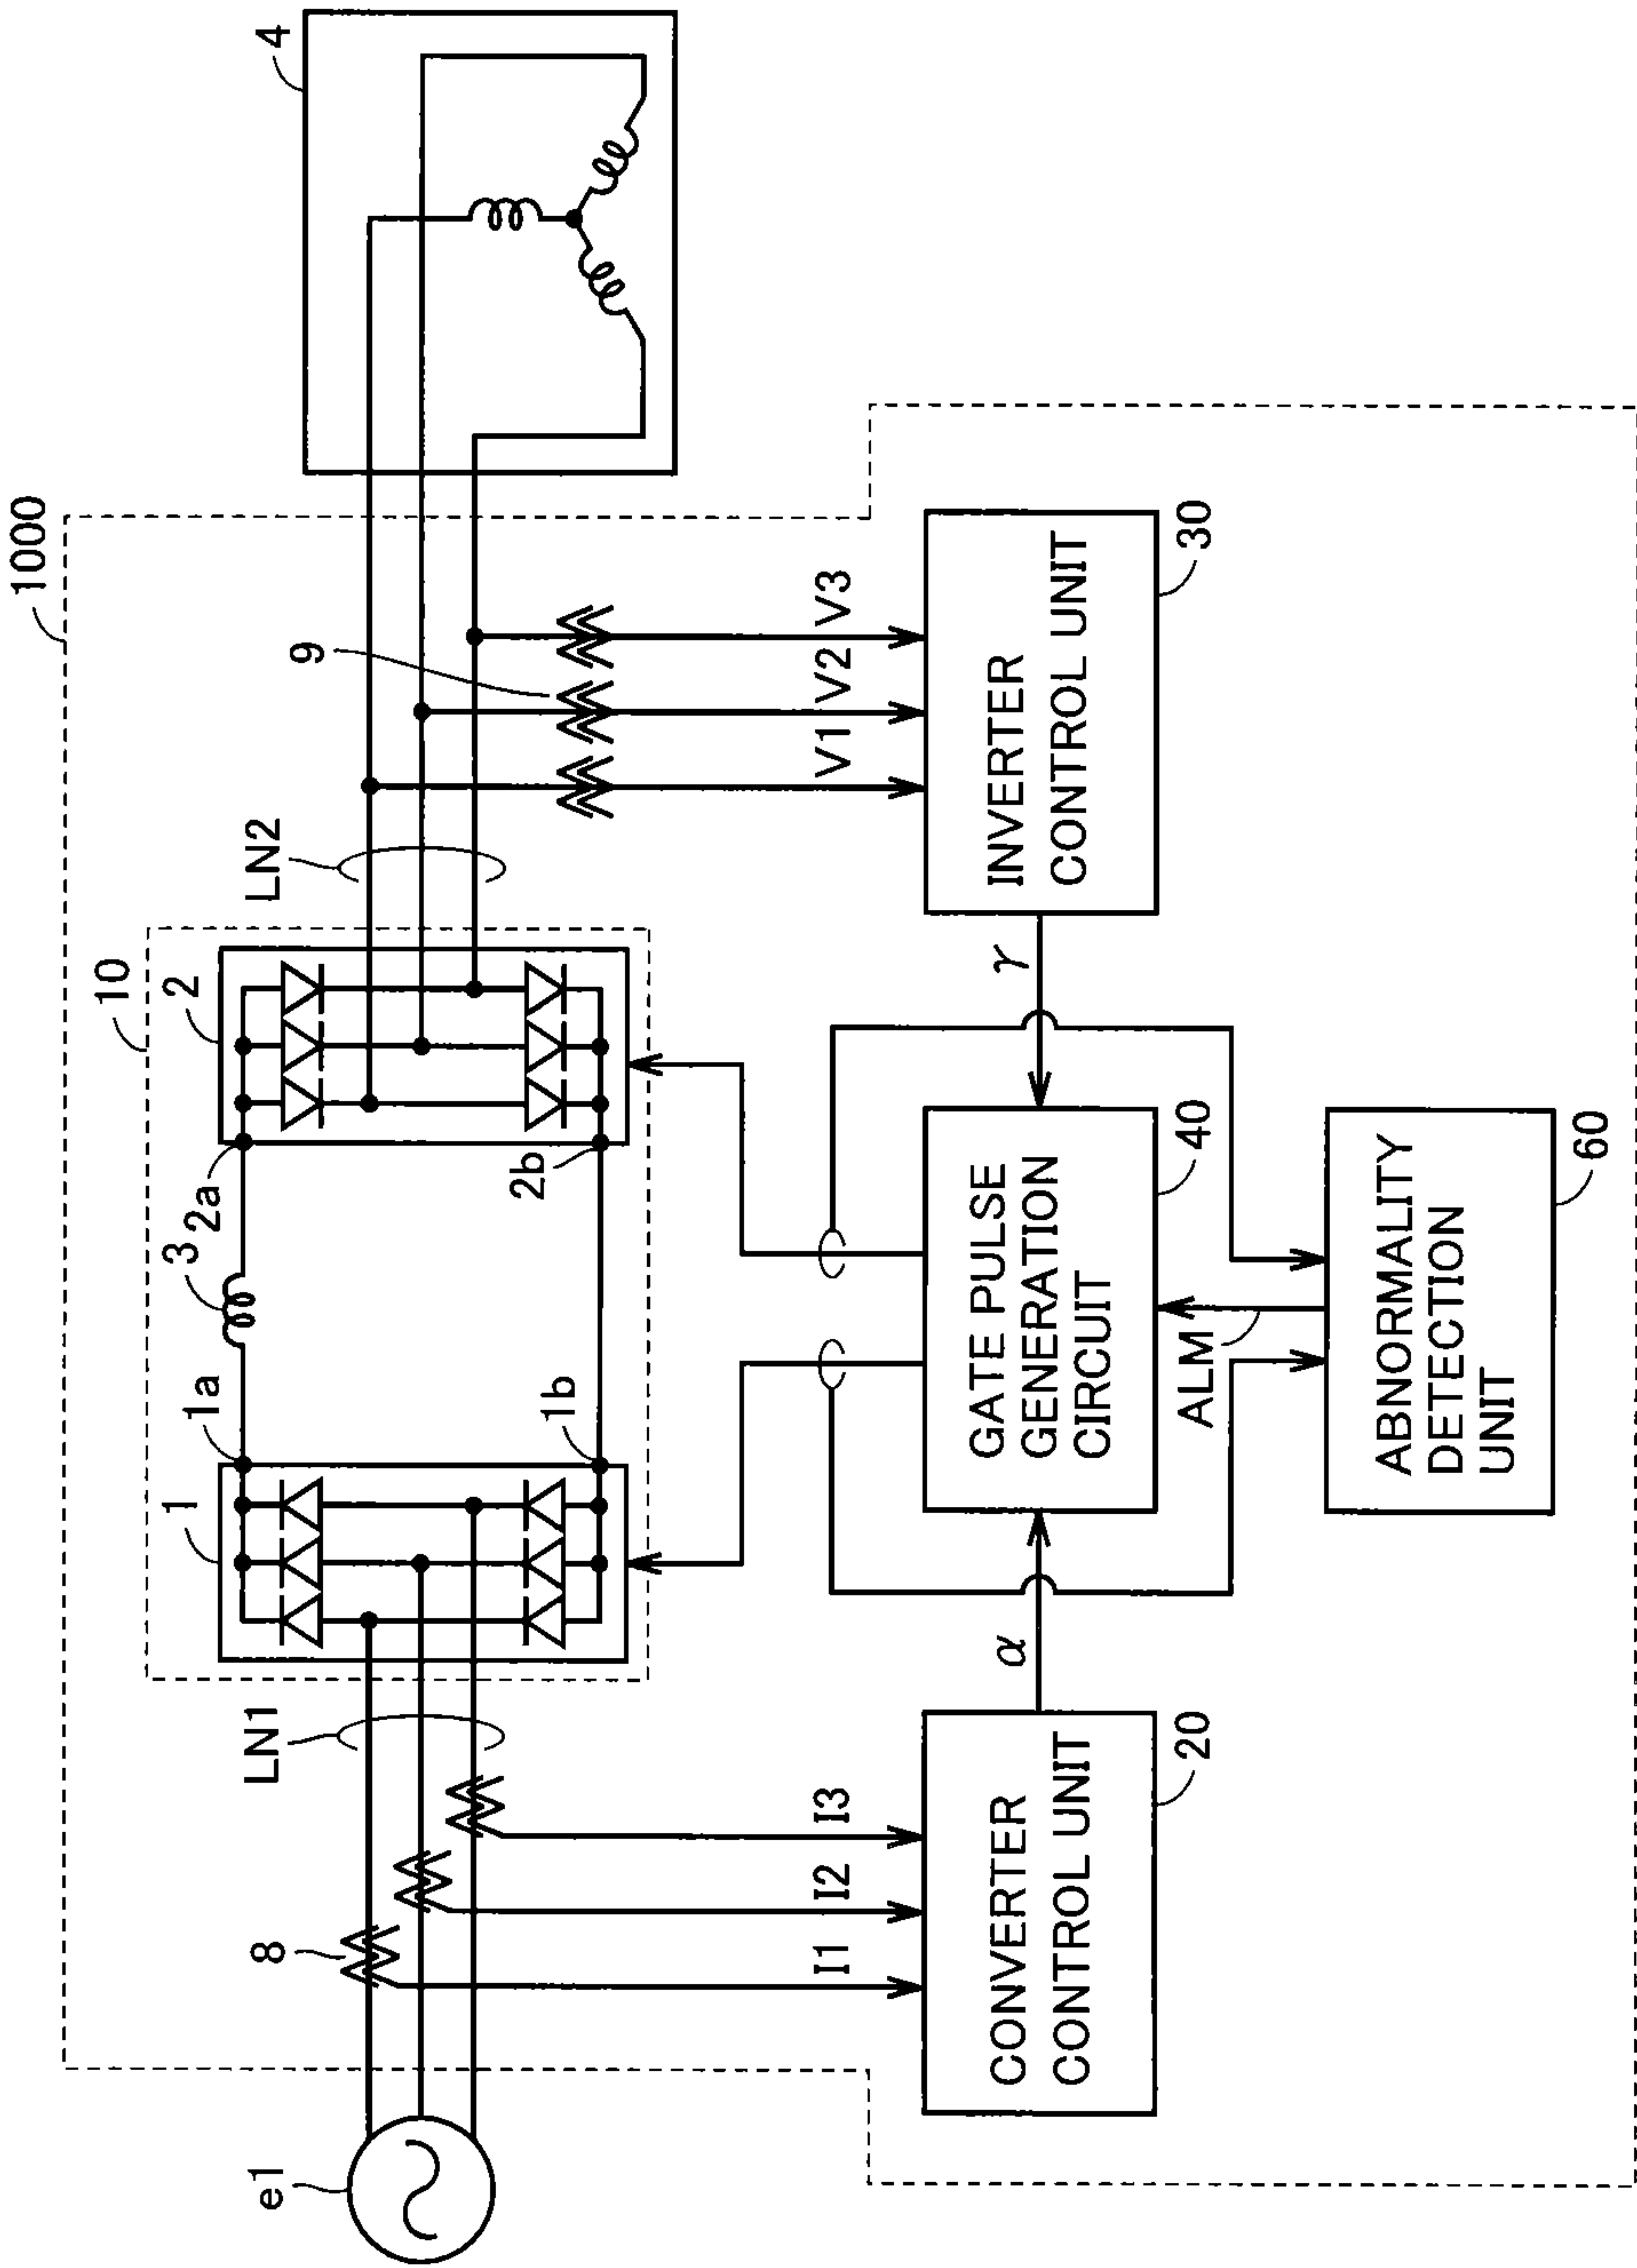 1000
10
4
e1
8
LN1
1
1a
1b
3
2a
2b
2
LN2
9
I1
I2
I3
V1
V2
V3
CONVERTER
CONTROL UNIT
20
α
GATE PULSE
GENERATION
CIRCUIT
40
γ
INVERTER
CONTROL UNIT
30
ALM
ABNORMALITY
DETECTION
UNIT
60